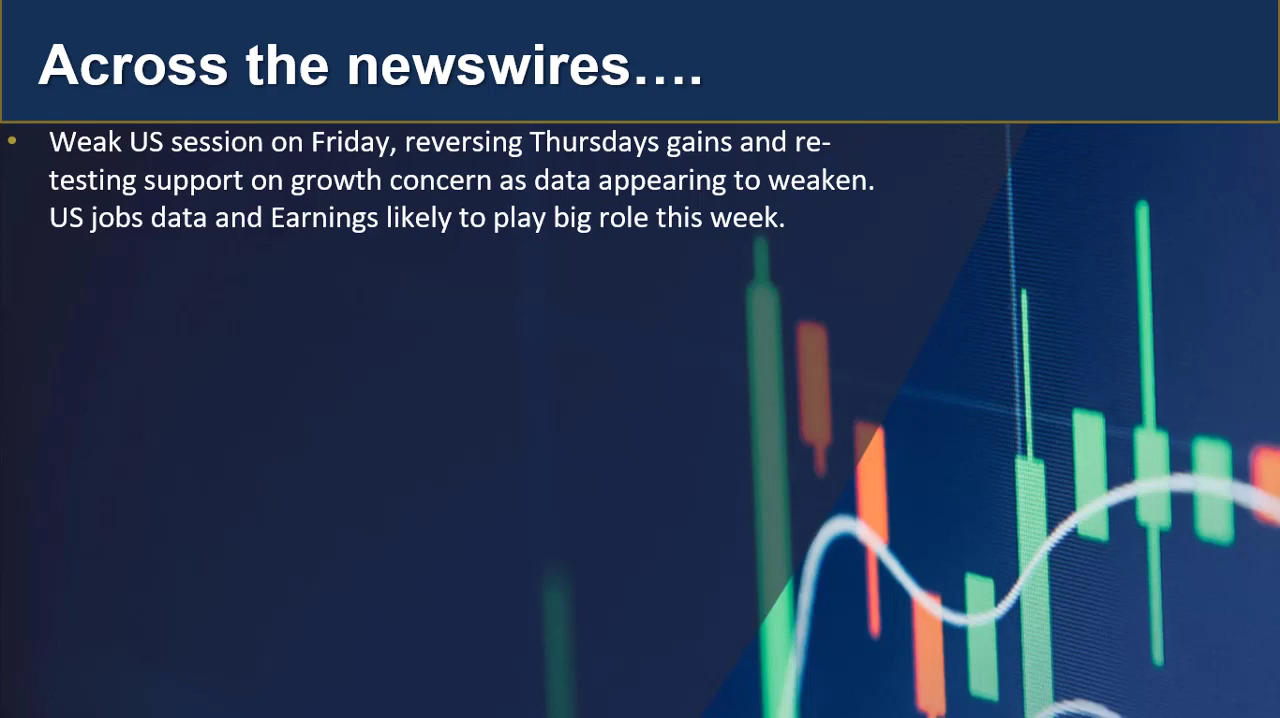 Across the newswires….
• Weak US session on Friday, reversing Thursdays gains and re-
testing support on growth concern as data appearing to weaken.
US jobs data and Earnings likely to play big role this week.